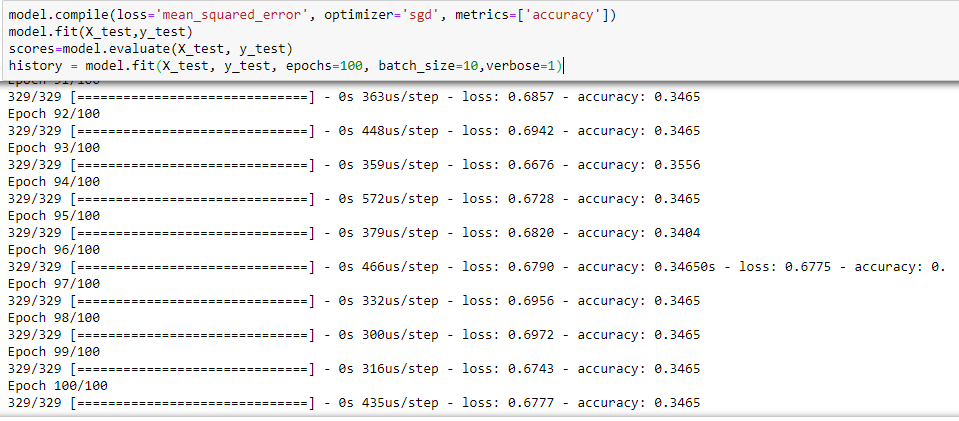 model.compile(loss='mean_squared_error', optimizer='sgd', metrics=['accuracy'])
model.fit(X_test,y_test)
scores=model.evaluate(X_test, y_test)
history = model.fit(X_test, y_test, epochs=100, batch_size=10,verbose=1)
Epoch 91/100
329/329 [==============================] - 0s 363us/step - loss: 0.6857 - accuracy: 0.3465
Epoch 92/100
329/329 [==============================] - 0s 448us/step - loss: 0.6942 - accuracy: 0.3465
Epoch 93/100
329/329 [==============================] - 0s 359us/step - loss: 0.6676 - accuracy: 0.3556
Epoch 94/100
329/329 [==============================] - 0s 572us/step - loss: 0.6728 - accuracy: 0.3465
Epoch 95/100
329/329 [==============================] - 0s 379us/step - loss: 0.6820 - accuracy: 0.3404
Epoch 96/100
329/329 [==============================] - 0s 466us/step - loss: 0.6790 - accuracy: 0.34650s - loss: 0.6775 - accuracy: 0.
Epoch 97/100
329/329 [==============================] - 0s 332us/step - loss: 0.6956 - accuracy: 0.3465
Epoch 98/100
329/329 [==============================] - 0s 300us/step - loss: 0.6972 - accuracy: 0.3465
Epoch 99/100
329/329 [==============================] - 0s 316us/step - loss: 0.6743 - accuracy: 0.3465
Epoch 100/100
329/329 [==============================] - 0s 435us/step - loss: 0.6777 - accuracy: 0.3465